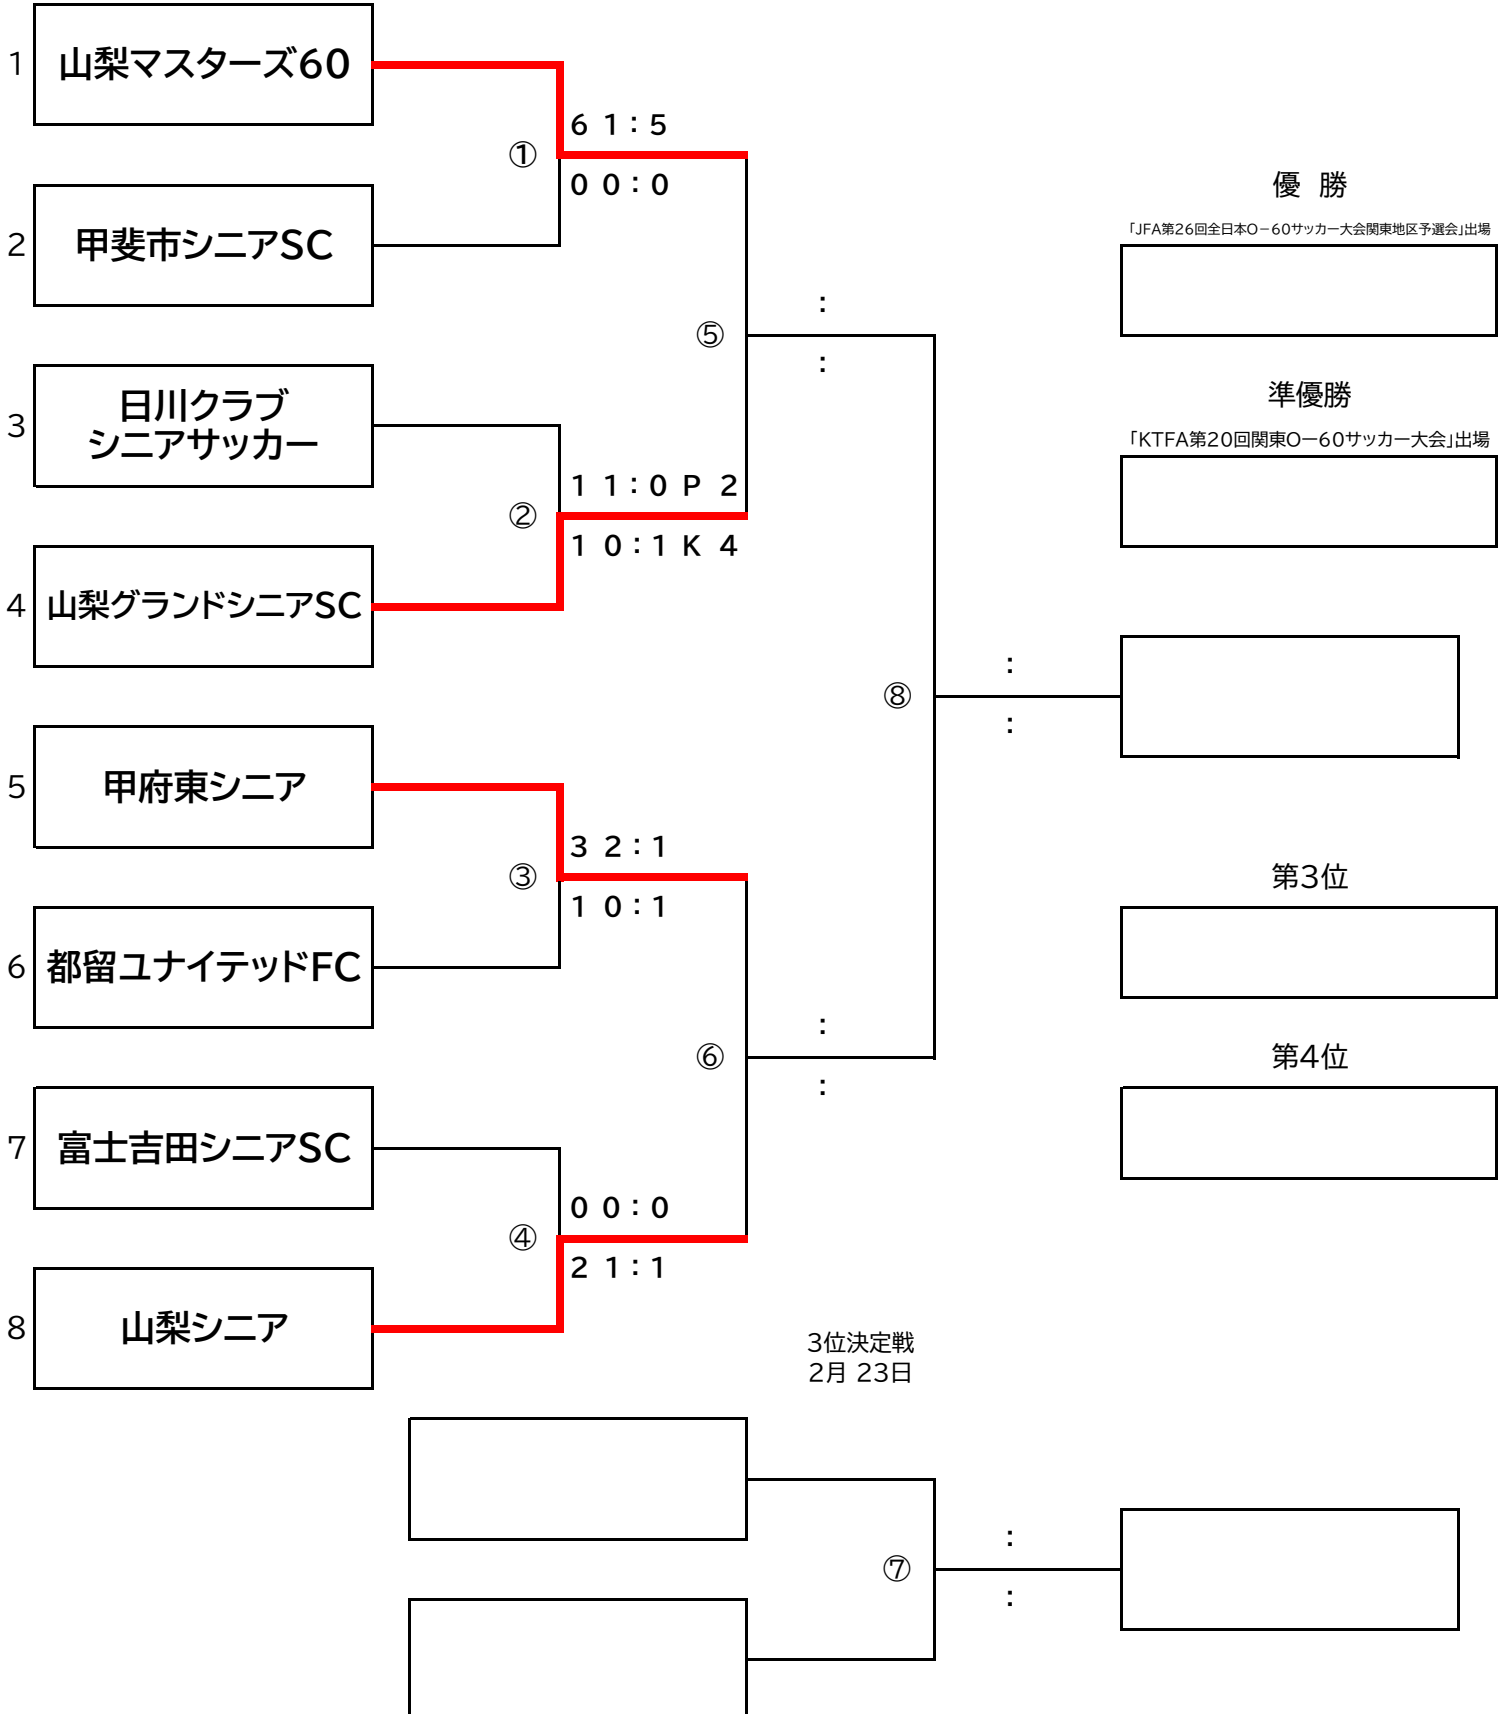 1
山梨マスターズ60
6 1:5
①
0 0:0
2
甲斐市シニアSC
優 勝
「JFA第26回全日本O-60サッカー大会関東地区予選会」出場
:
⑤
:
3
日川クラブ
シニアサッカー
準優勝
「KTFA第20回関東O-60サッカー大会」出場
1 1:0 P 2
②
1 0:1 K 4
4
山梨グランドシニアSC
:
⑧
:
5
甲府東シニア
3 2:1
③
1 0:1
第3位
6
都留ユナイテッドFC
:
⑥
:
第4位
7
富士吉田シニアSC
0 0:0
④
2 1:1
8
山梨シニア
3位決定戦
2月 23日
:
⑦
: